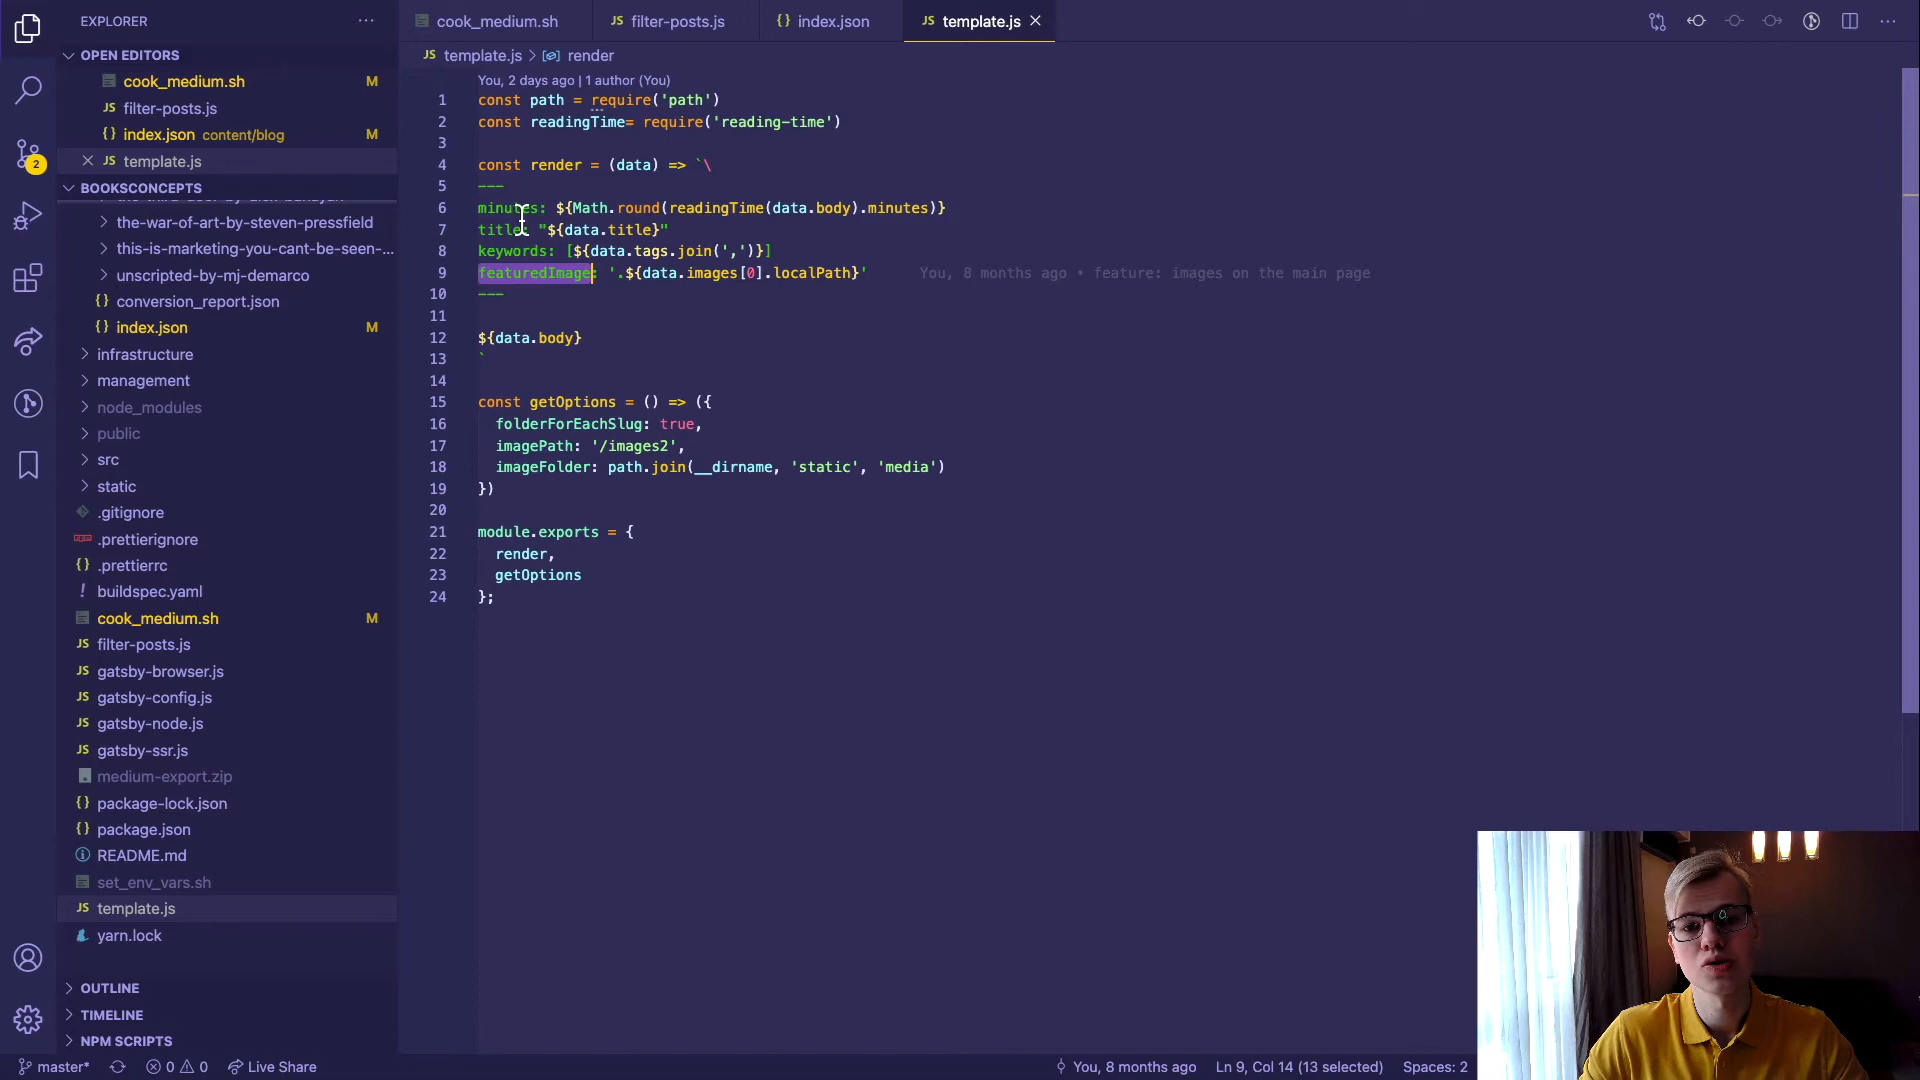 EXPLORER
OPEN EDITORS
cook_medium.sh M
filter-posts.js
index.json content/blog M
template.js
BOOKSCONCEPTS
the-war-of-art-by-steven-pressfield
this-is-marketing-you-cant-be-seen-...
unscripted-by-mj-demarco
conversion_report.json
index.json M
infrastructure
management
node_modules
public
src
static
.gitignore
.prettierignore
.prettierrc
buildspec.yaml
cook_medium.sh M
filter-posts.js
gatsby-browser.js
gatsby-config.js
gatsby-node.js
gatsby-ssr.js
medium-export.zip
package-lock.json
package.json
README.md
set_env_vars.sh
template.js
yarn.lock
OUTLINE
TIMELINE
NPM SCRIPTS
2
cook_medium.sh
JS filter-posts.js
{} index.json
JS template.js
JS template.js > render
You, 2 days ago | 1 author (You)
1 const path = require('path')
2 const readingTime= require('reading-time')
3
4 const render = (data) => `\
5 ---
6 minutes: ${Math.round(readingTime(data.body).minutes)}
7 title: "${data.title}"
8 keywords: [${data.tags.join(',')}]
9 featuredImage: '.${data.images[0].localPath}' You, 8 months ago • feature: images on the main page
10 ---
11
12 ${data.body}
13 `
14
15 const getOptions = () => ({
16 folderForEachSlug: true,
17 imagePath: '/images2',
18 imageFolder: path.join(__dirname, 'static', 'media')
19 })
20
21 module.exports = {
22 render,
23 getOptions
24 };
master* 0 0 Live Share You, 8 months ago Ln 9, Col 14 (13 selected) Spaces: 2